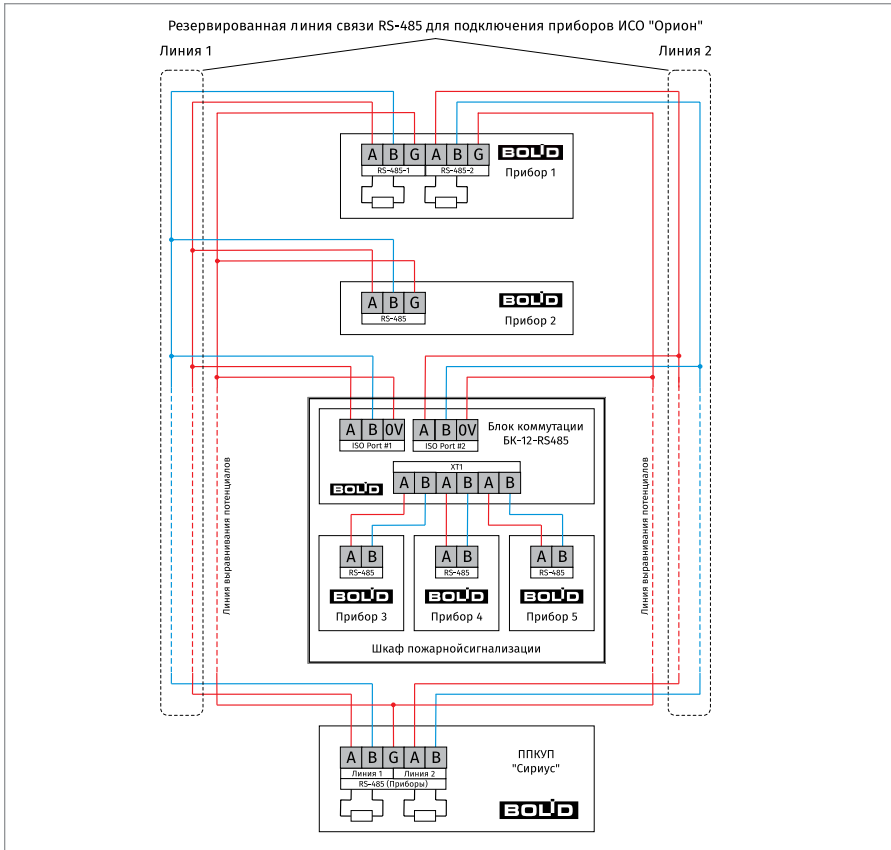 Резервированная линия связи RS-485 для подключения приборов ИСО "Орион"
Линия 1
Линия 2
A B G A B G
RS-485-1 RS-485-2
BOLID
Прибор 1
A B G
RS-485
BOLID
Прибор 2
A B 0V
ISO Port #1
A B 0V
ISO Port #2
Блок коммутации
БК-12-RS485
XT1
A B A B A B
BOLID
Линия выравнивания потенциалов
Линия выравнивания потенциалов
A B
RS-485
BOLID
Прибор 3
A B
RS-485
BOLID
Прибор 4
A B
RS-485
BOLID
Прибор 5
Шкаф пожарнойсигнализации
A B G A B
Линия 1 Линия 2
RS-485 (Приборы)
ППКУП
"Сириус"
BOLID